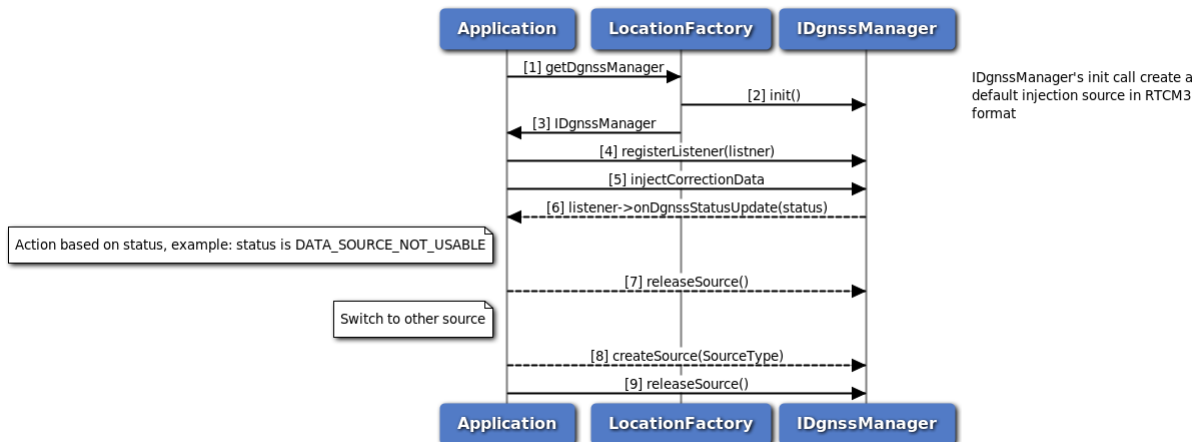 Application
LocationFactory
IDgnssManager
[1] getDgnssManager
IDgnssManager's init call create a
default injection source in RTCM3
format
[2] init()
[3] IDgnssManager
[4] registerListener(listner)
[5] injectCorrectionData
[6] listener->onDgnssStatusUpdate(status)
Action based on status, example: status is DATA_SOURCE_NOT_USABLE
[7] releaseSource()
Switch to other source
[8] createSource(SourceType)
[9] releaseSource()
Application
LocationFactory
IDgnssManager